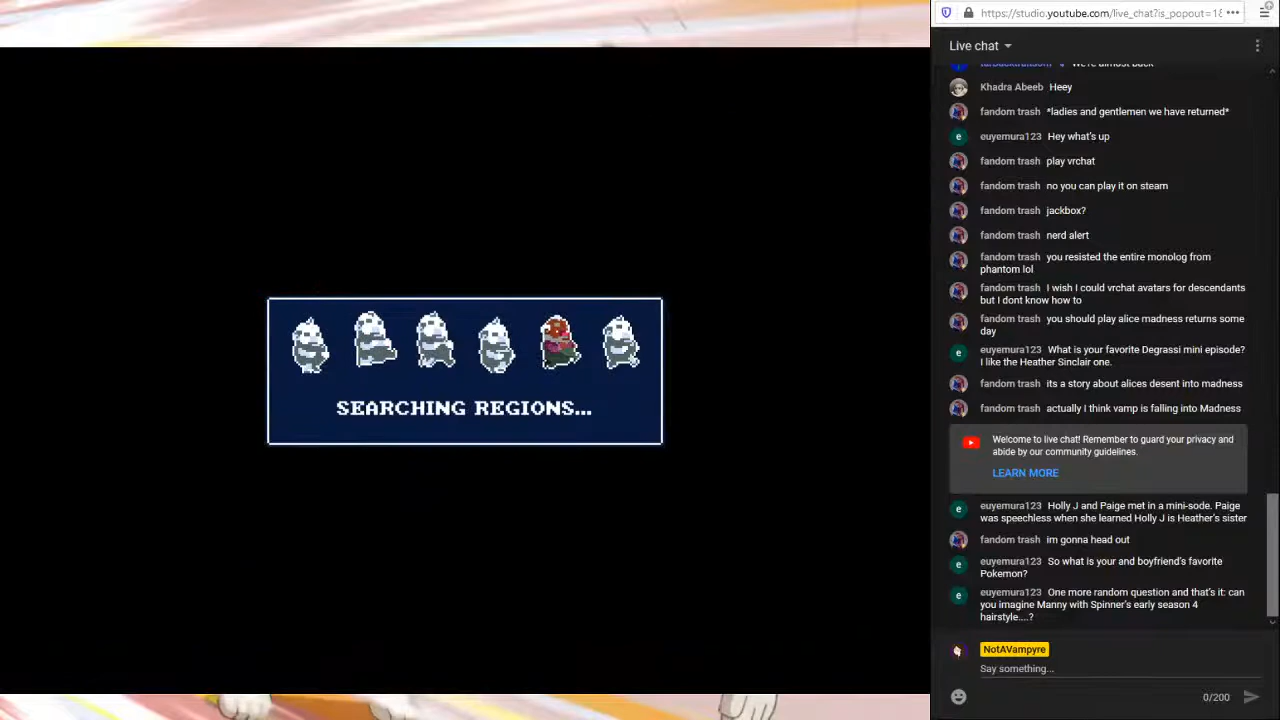 https://studio.youtube.com/live_chat?is_popout=1&
Live chat
We're almost back
Khadra Abeeb Heey
fandom trash *ladies and gentlemen we have returned*
e euyemura123 Hey what's up
fandom trash play vrchat
fandom trash no you can play it on steam
fandom trash jackbox?
fandom trash nerd alert
fandom trash you resisted the entire monolog from
phantom lol
fandom trash I wish I could vrchat avatars for descendants
but I dont know how to
fandom trash you should play alice madness returns some
day
e euyemura123 What is your favorite Degrassi mini episode?
I like the Heather Sinclair one.
fandom trash its a story about alices desent into madness
fandom trash actually I think vamp is falling into Madness
Welcome to live chat! Remember to guard your privacy and
abide by our community guidelines.
LEARN MORE
e euyemura123 Holly J and Paige met in a mini-sode. Paige
was speechless when she learned Holly J is Heather's sister
fandom trash im gonna head out
e euyemura123 So what is your and boyfriend's favorite
Pokemon?
e euyemura123 One more random question and that's it: can
you imagine Manny with Spinner's early season 4
hairstyle....?
NotAVampyre
Say something...
0/200
SEARCHING REGIONS...